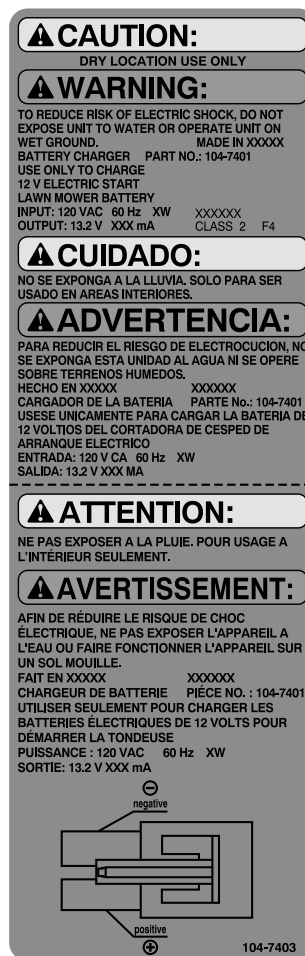 CAUTION:
DRY LOCATION USE ONLY
WARNING:
TO REDUCE RISK OF ELECTRIC SHOCK, DO NOT
EXPOSE UNIT TO WATER OR OPERATE UNIT ON
WET GROUND. MADE IN XXXXX
BATTERY CHARGER PART NO.: 104-7401
USE ONLY TO CHARGE
12 V ELECTRIC START
LAWN MOWER BATTERY
INPUT: 120 VAC 60 Hz XW XXXXXX
OUTPUT: 13.2 V XXX mA CLASS 2 F4
CUIDADO:
NO SE EXPONGA A LA LLUVIA. SOLO PARA SER
USADO EN AREAS INTERIORES.
ADVERTENCIA:
PARA REDUCIR EL RIESGO DE ELECTROCUCION, NO
SE EXPONGA ESTA UNIDAD AL AGUA NI SE OPERE
SOBRE TERRENOS HUMEDOS.
HECHO EN XXXXX XXXXXX
CARGADOR DE LA BATERIA PARTE No.: 104-7401
USESE UNICAMENTE PARA CARGAR LA BATERIA DE
12 VOLTIOS DEL CORTADORA DE CESPED DE
ARRANQUE ELECTRICO
ENTRADA: 120 V CA 60 Hz XW
SALIDA: 13.2 V XXX MA
ATTENTION:
NE PAS EXPOSER A LA PLUIE. POUR USAGE A
L'INTÉRIEUR SEULEMENT.
AVERTISSEMENT:
AFIN DE RÉDUIRE LE RISQUE DE CHOC
ÉLECTRIQUE, NE PAS EXPOSER L'APPAREIL A
L'EAU OU FAIRE FONCTIONNER L'APPAREIL SUR
UN SOL MOUILLE.
FAIT EN XXXXX XXXXXX
CHARGEUR DE BATTERIE PIÉCE NO. : 104-7401
UTILISER SEULEMENT POUR CHARGER LES
BATTERIES ÉLECTRIQUES DE 12 VOLTS POUR
DÉMARRER LA TONDEUSE
PUISSANCE : 120 VAC 60 Hz XW
SORTIE: 13.2 V XXX mA
negative
positive
104-7403